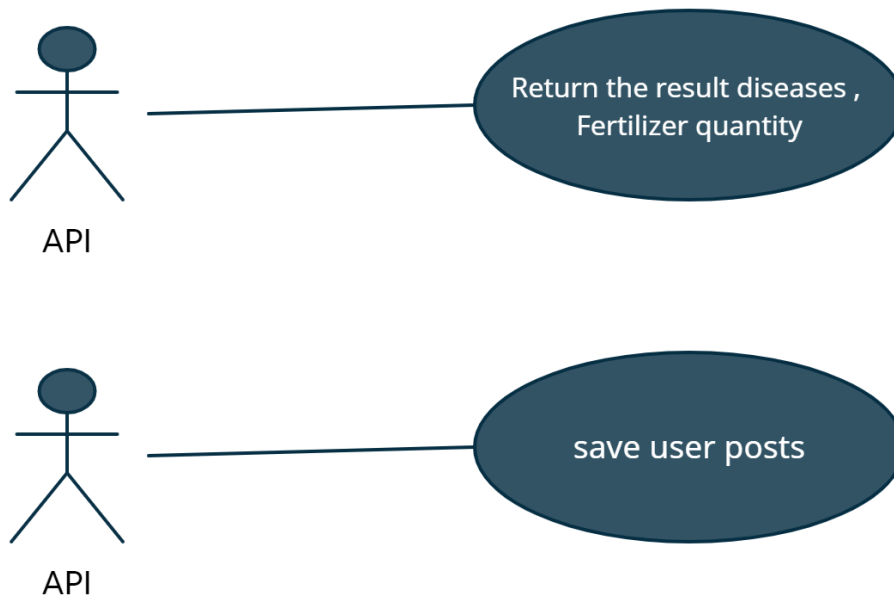 Return the result diseases ,
Fertilizer quantity
API
save user posts
API